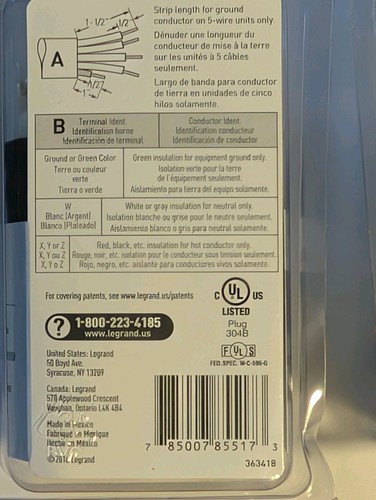 Strip length for ground
conductor on 5-wire units only.
1 - 1/2"
1/2"
Dénuder une longueur du
conducteur de mise à la terre
sur les unités à 5 câbles
seulement.
A
1/2"
1"
Largo de banda para conductor
de tierra en unidades de cinco
hilos solamente.
B
Terminal Ident.
Identification borne
Identificación de terminal
Conductor Ident.
Identification conducteur
Identificación de conductor
Ground or Green Color
Terre ou couleur
verte
Tierra o verde
Green insulation for equipment ground only.
Isolation verte pour la terre
de l'équipement seulement.
Aislamiento para tierra del equipo solamente.
W
Blanc (Argent)
Blanco (Plateado)
White or gray insulation for neutral only.
Isolation blanche ou grise pour le neutre seulement.
Aislamiento blanco o gris para neutral solamente.
X, Y or Z
X, Y ou Z
X, Y o Z
Red, black, etc. insulation for hot conductor only.
Rouge, noir, etc. isolation pour le conducteur sous tension seulement.
Rojo, negro, etc. aislante para conductores vivos solamente.
For covering patents, see www.legrand.us/patents
? 1-800-223-4185
www.legrand.us
C UL US
LISTED
Plug
304B
F UL S
FED. SPEC. W-C-596-G
United States: Legrand
50 Boyd Ave.
Syracuse, NY 13209
Canada: Legrand
570 Applewood Crescent
Vaughan, Ontario L4K 4B4
Made in Mexico
Fabriqué en Mexique
Hecho en México
©2016 Legrand
7 85007 85517 3
363418